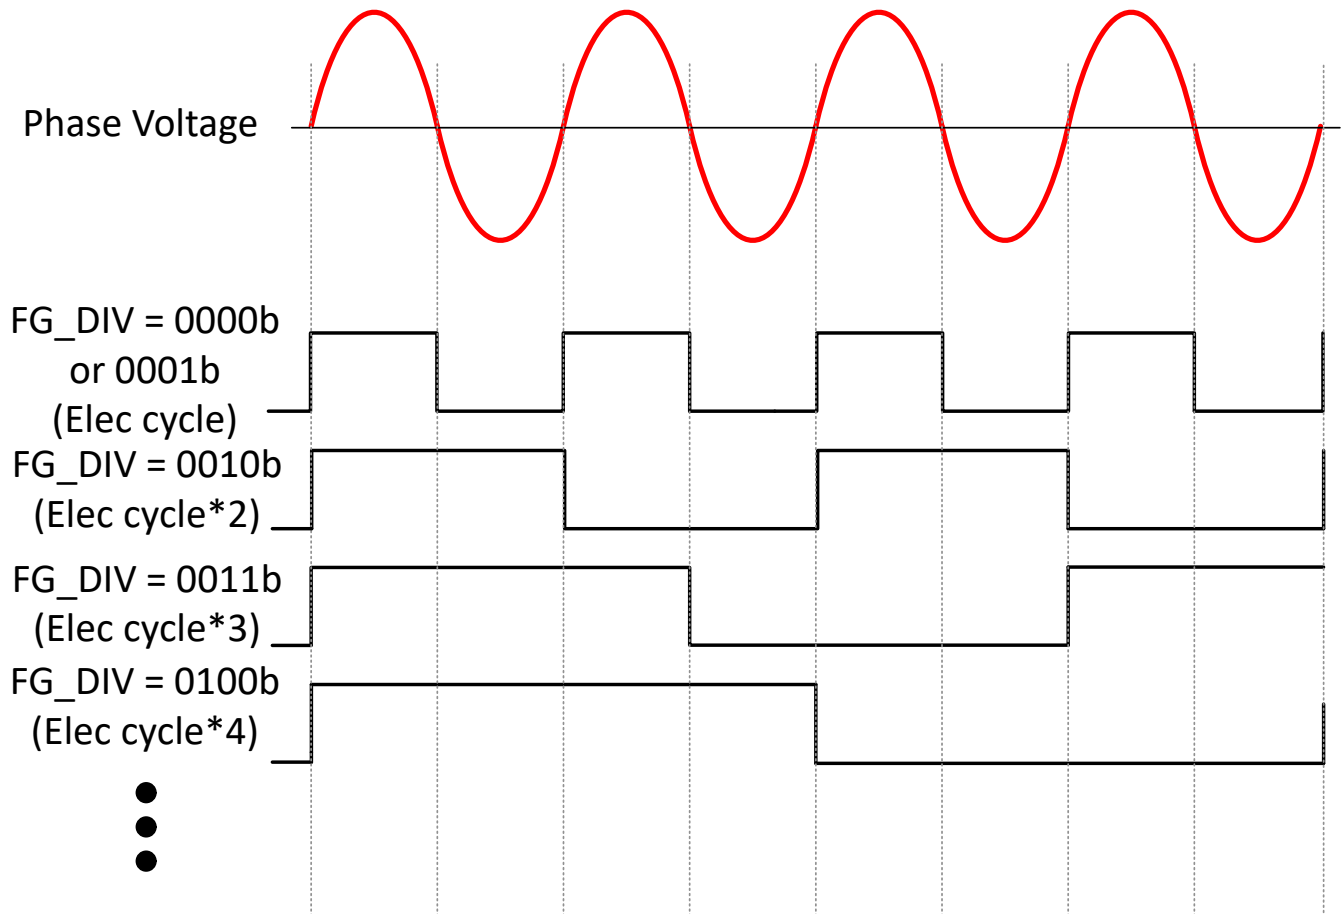 Phase Voltage
FG_DIV = 0000b
or 0001b
(Elec cycle)
FG_DIV = 0010b
(Elec cycle*2)
FG_DIV = 0011b
(Elec cycle*3)
FG_DIV = 0100b
(Elec cycle*4)